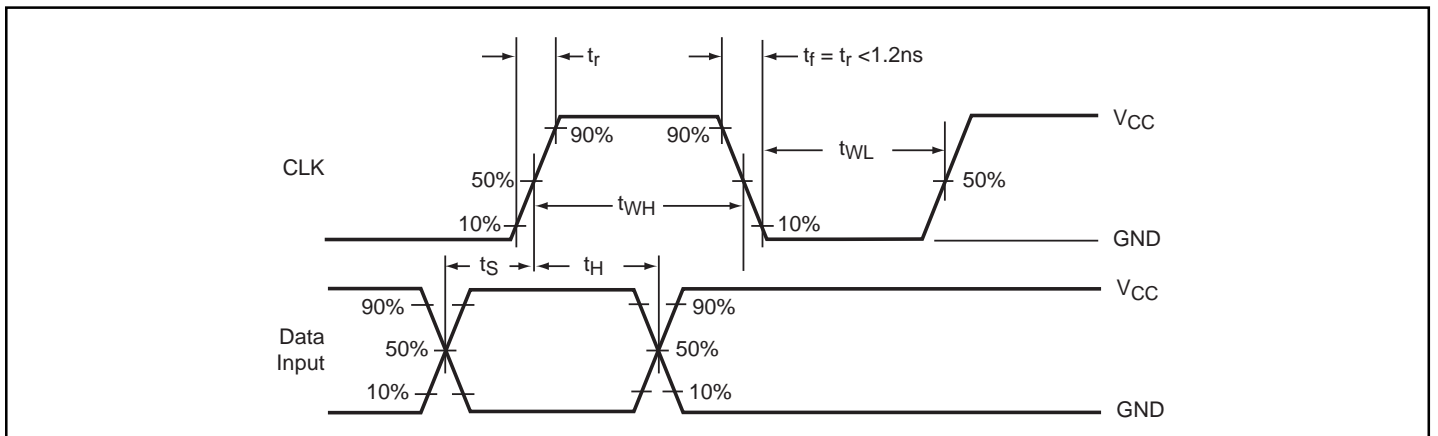 tr
tf = tr <1.2ns
VCC
90%
90%
tWL
CLK
50%
50%
tWH
10%
10%
GND
tS
tH
VCC
90%
90%
Data
Input
50%
50%
10%
10%
GND